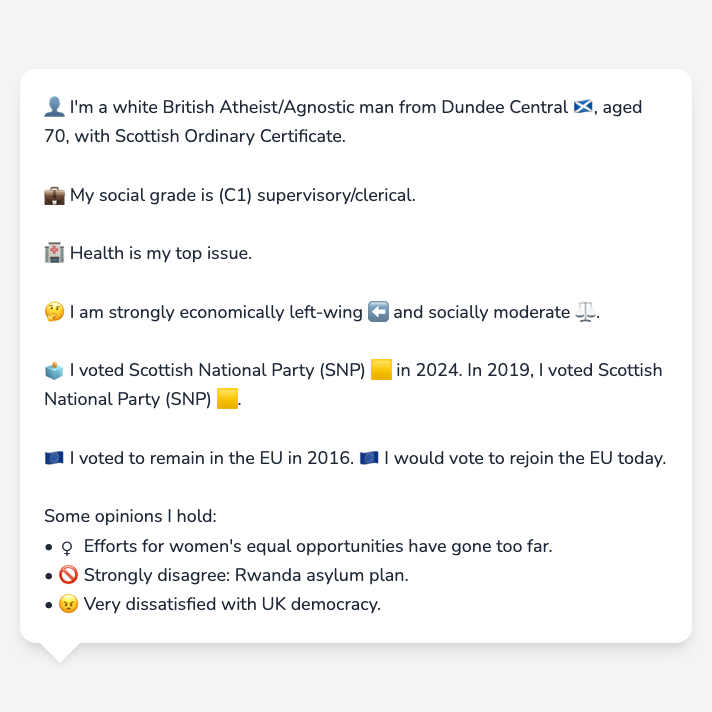 👤 I'm a white British Atheist/Agnostic man from Dundee Central 🏴󠁧󠁢󠁳󠁣󠁴󠁿, aged
70, with Scottish Ordinary Certificate.
💼 My social grade is (C1) supervisory/clerical.
🏥 Health is my top issue.
🤔 I am strongly economically left-wing ⬅️ and socially moderate ⚖️.
🗳️ I voted Scottish National Party (SNP) 🟨 in 2024. In 2019, I voted Scottish
National Party (SNP) 🟨.
🇪🇺 I voted to remain in the EU in 2016. 🇪🇺 I would vote to rejoin the EU today.
Some opinions I hold:
• ♀️ Efforts for women's equal opportunities have gone too far.
• 🚫 Strongly disagree: Rwanda asylum plan.
• 😠 Very dissatisfied with UK democracy.